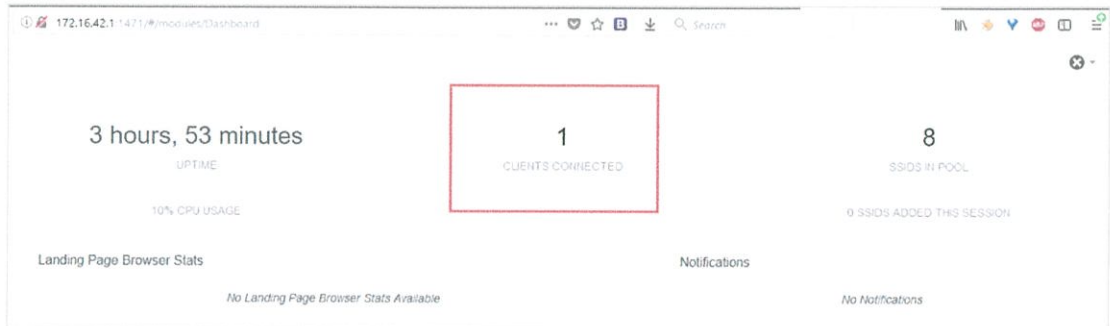 172.16.42.1:1471/#/modules/Dashboard
Search
3 hours, 53 minutes
1
8
UPTIME
CLIENTS CONNECTED
SSIDS IN POOL
10% CPU USAGE
0 SSIDS ADDED THIS SESSION
Landing Page Browser Stats
Notifications
No Landing Page Browser Stats Available
No Notifications